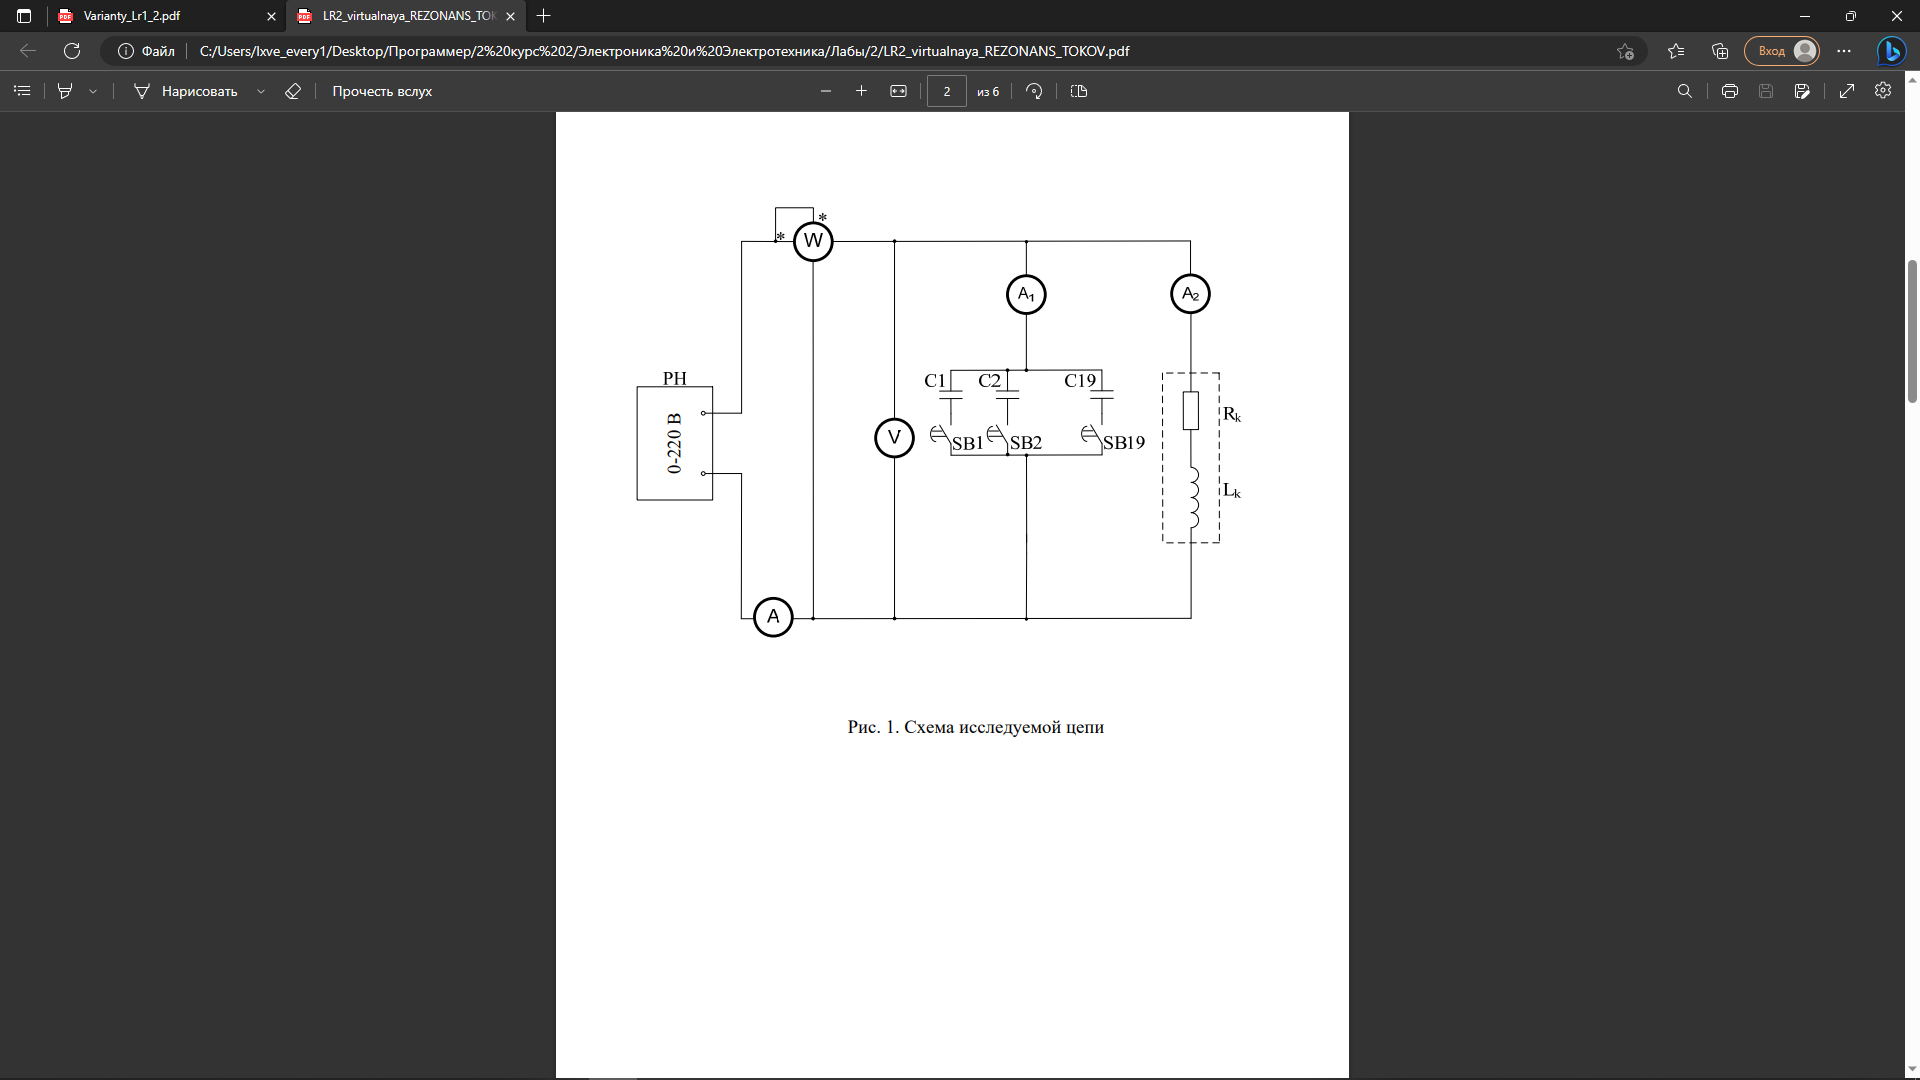 Varianty_Lr1_2.pdf
LR2_virtualnaya_REZONANS_TOK
Файл
C:/Users/lxve_every1/Desktop/Программер/2%20курс%202/Электроника%20и%20Электротехника/Лабы/2/LR2_virtualnaya_REZONANS_TOKOV.pdf
Вход
Нарисовать
Прочесть вслух
2 из 6
*
*
W
A1
A2
PH
0-220 В
C1
C2
C19
V
SB1
SB2
SB19
Rk
Lk
A
Рис. 1. Схема исследуемой цепи